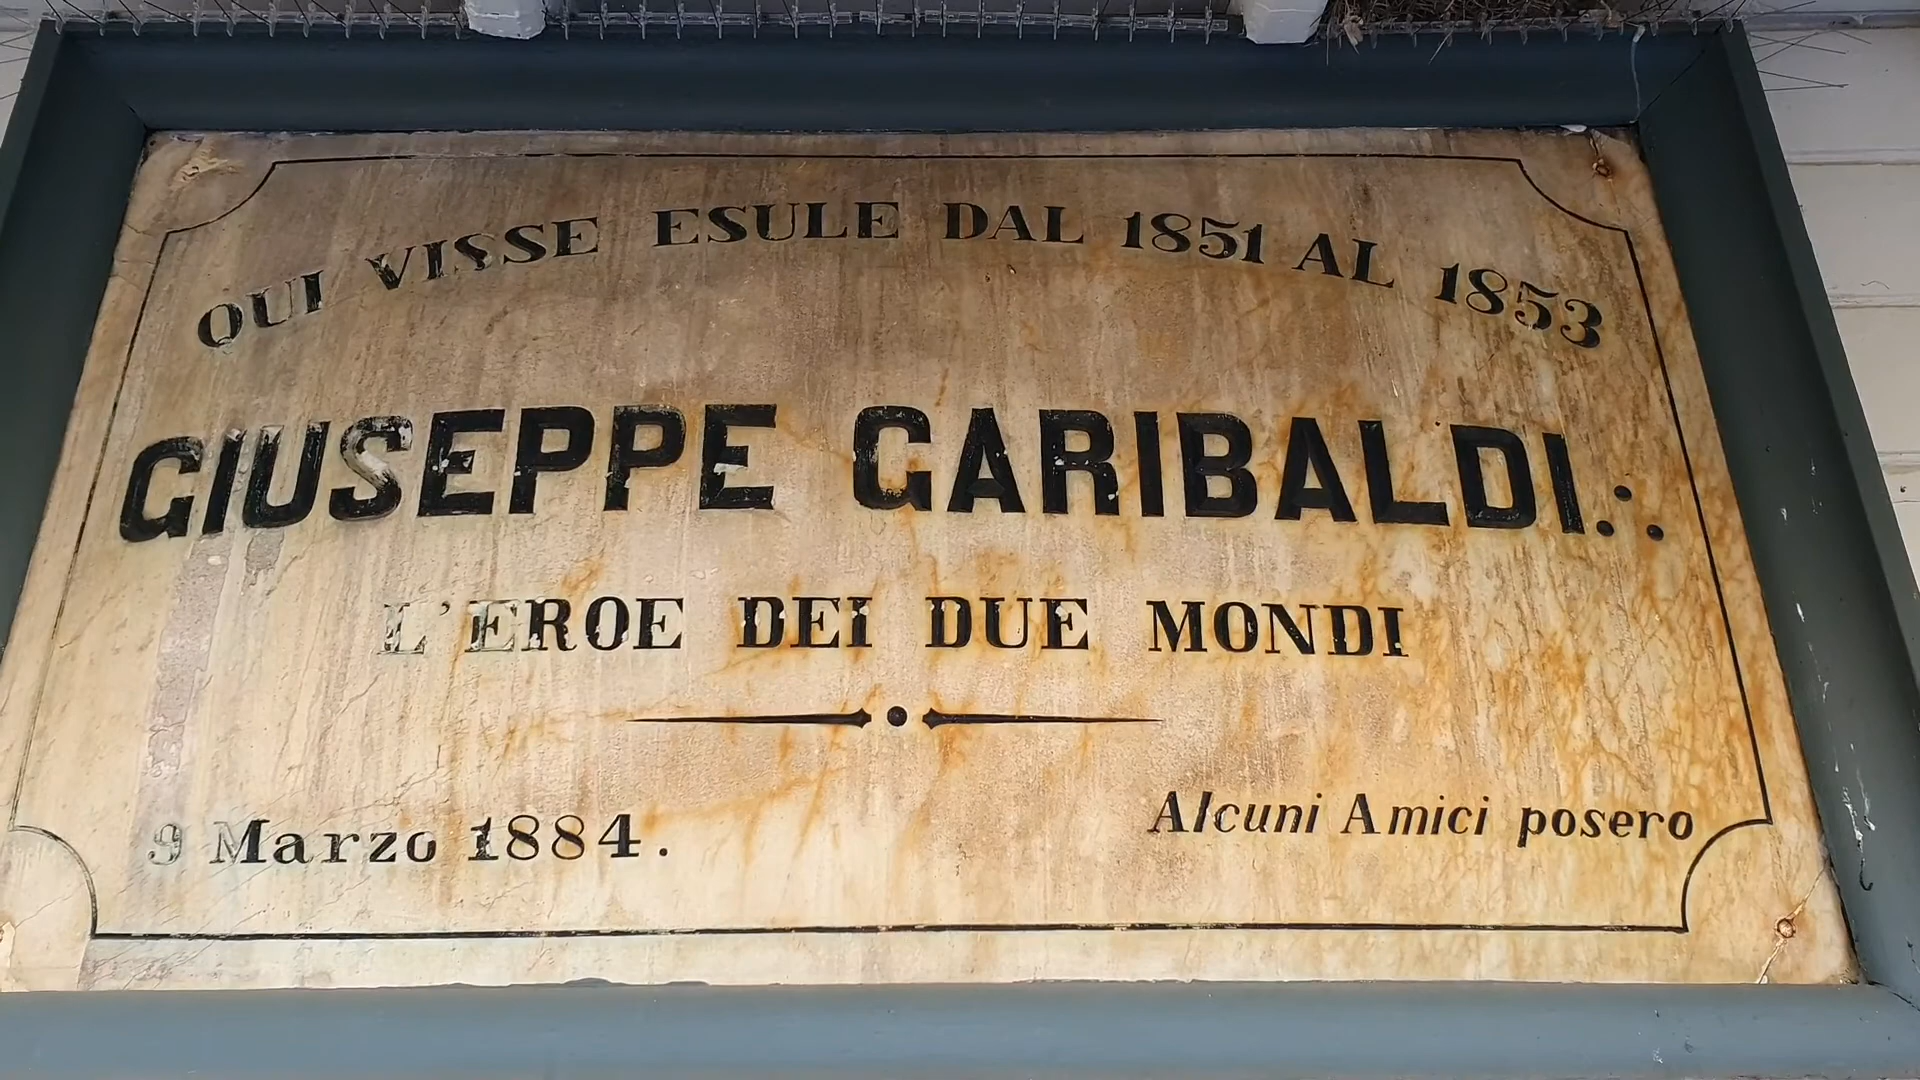 QUI VISSE ESULE DAL 1851 AL 1853
GIUSEPPE GARIBALDI.∴
L'EROE DEI DUE MONDI
9 Marzo 1884.
Alcuni Amici posero